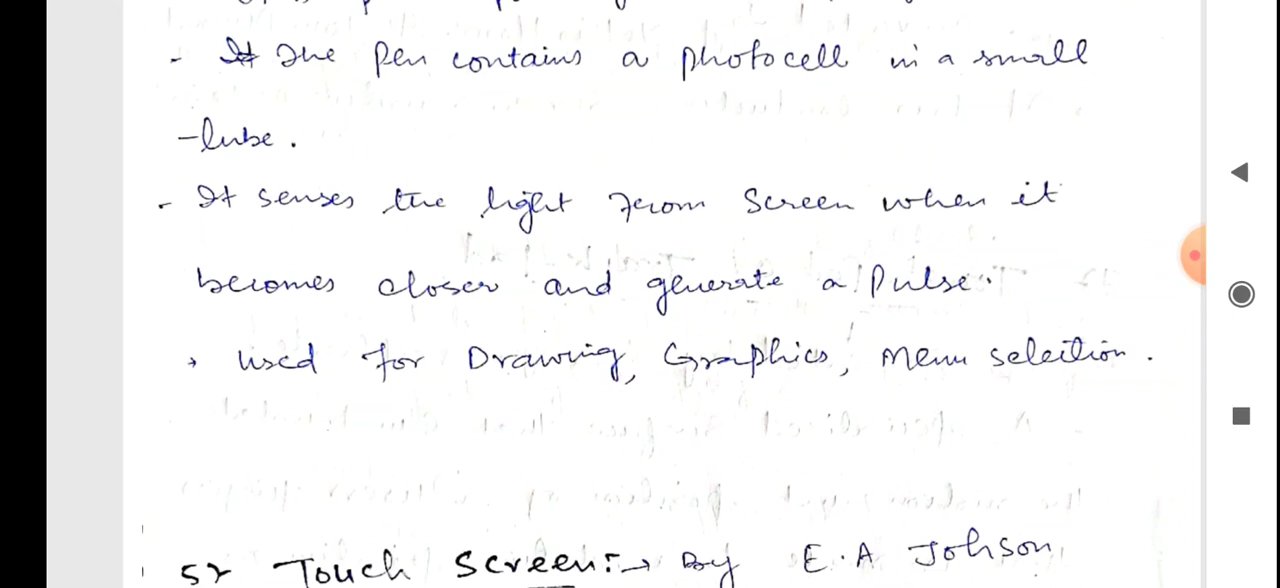 - The Pen contains a photocell in a small
tube.
- It senses the light from Screen when it
becomes closer and generate a Pulse.
→ used for Drawing, Graphics, Menu selection.
5) Touch Screen:→ By E.A Johson